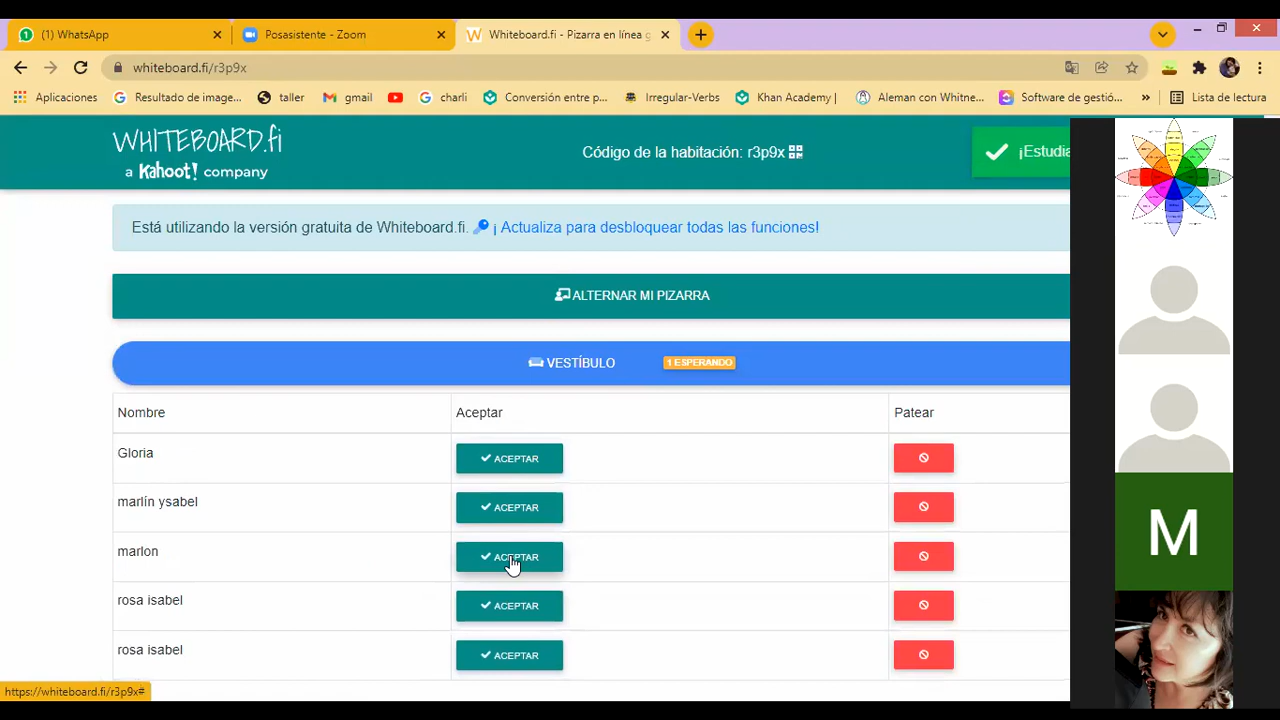 (1) WhatsApp
Posasistente - Zoom
Whiteboard.fi - Pizarra en línea g
whiteboard.fi/r3p9x
Aplicaciones
Resultado de image...
taller
gmail
charli
Conversión entre p...
Irregular-Verbs
Khan Academy |
Aleman con Whitne...
Software de gestió...
»
Lista de lectura
WHITEBOARD.fi
a Kahoot! company
Código de la habitación: r3p9x
¡Estudia
Está utilizando la versión gratuita de Whiteboard.fi. ¡ Actualiza para desbloquear todas las funciones!
ALTERNAR MI PIZARRA
VESTÍBULO
1 ESPERANDO
Nombre Aceptar Patear
Gloria ACEPTAR
marlín ysabel ACEPTAR
marlon ACEPTAR
rosa isabel ACEPTAR
rosa isabel ACEPTAR
M
https://whiteboard.fi/r3p9x#